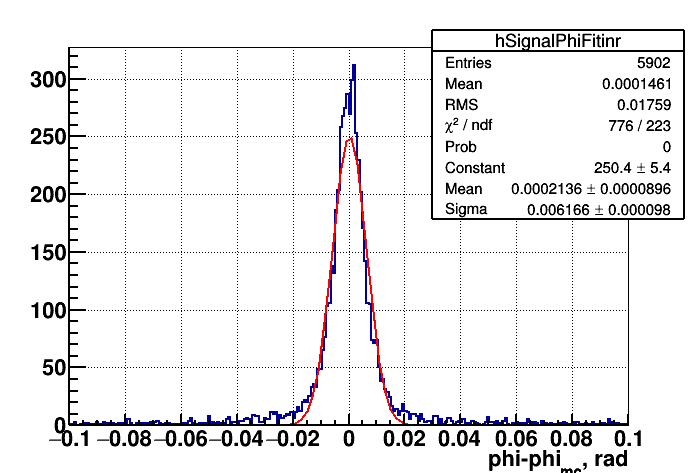 hSignalPhiFitinr
Entries 5902
Mean 0.0001461
RMS 0.01759
χ² / ndf 776 / 223
Prob 0
Constant 250.4 ± 5.4
Mean 0.0002136 ± 0.0000896
Sigma 0.006166 ± 0.000098
300
250
200
150
100
50
0
−0.1 −0.08 −0.06 −0.04 −0.02 0 0.02 0.04 0.06 0.08 0.1
phi-phi_mc, rad